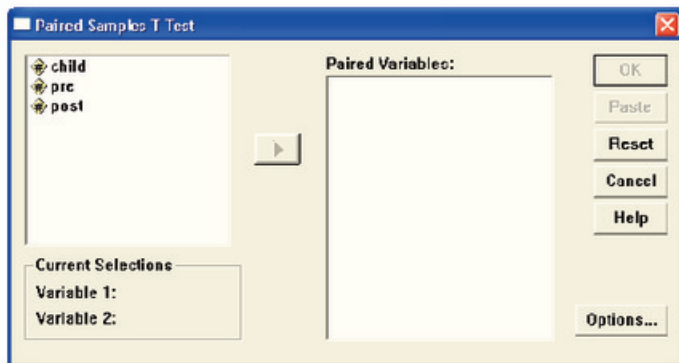 Paired Samples T Test
child
pre
post
Current Selections
Variable 1:
Variable 2:
Paired Variables:
OK
Paste
Reset
Cancel
Help
Options...